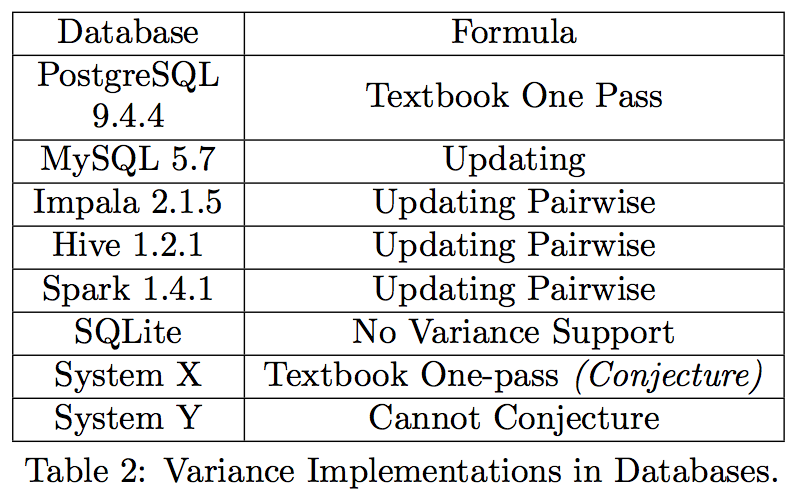 Database Formula
PostgreSQL
9.4.4 Textbook One Pass
MySQL 5.7 Updating
Impala 2.1.5 Updating Pairwise
Hive 1.2.1 Updating Pairwise
Spark 1.4.1 Updating Pairwise
SQLite No Variance Support
System X Textbook One-pass (Conjecture)
System Y Cannot Conjecture
Table 2: Variance Implementations in Databases.